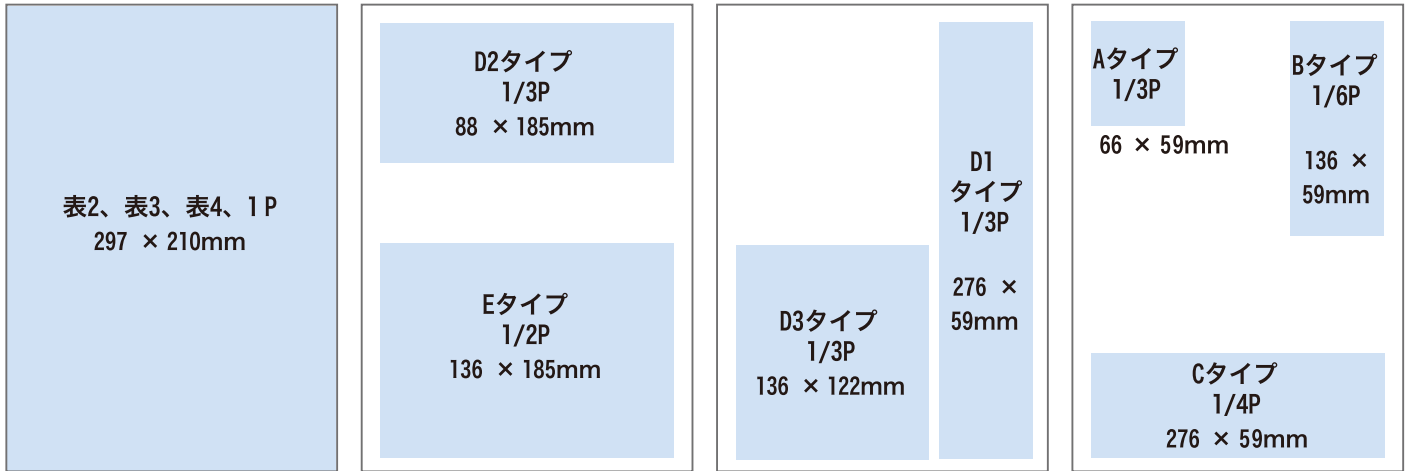 表2、表3、表4、1P
297 × 210mm
D2タイプ
1/3P
88 × 185mm
Eタイプ
1/2P
136 × 185mm
D1
タイプ
1/3P
276 ×
59mm
D3タイプ
1/3P
136 × 122mm
Aタイプ
1/3P
66 × 59mm
Bタイプ
1/6P
136 ×
59mm
Cタイプ
1/4P
276 × 59mm